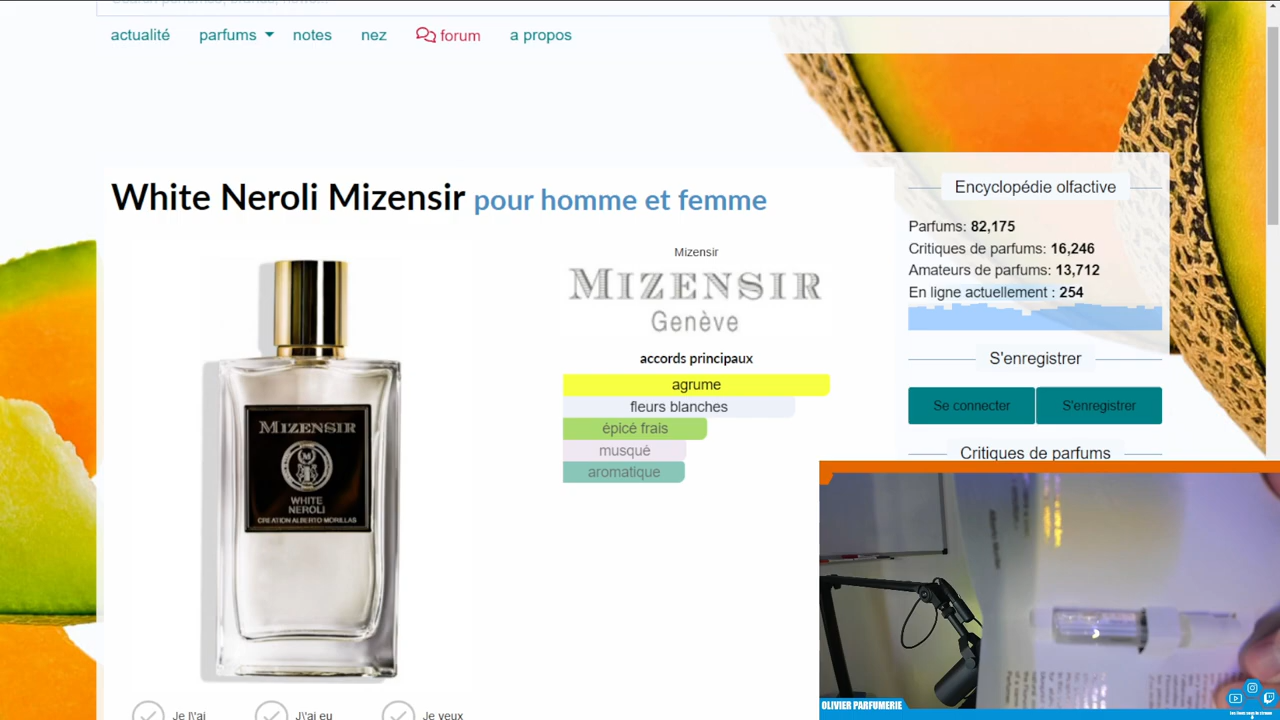 actualité
parfums
notes
nez
forum
a propos
White Neroli Mizensir pour homme et femme
Mizensir
MIZENSIR
Genève
accords principaux
agrume
fleurs blanches
épicé frais
musqué
aromatique
MIZENSIR
WHITE
NEROLI
CREATION ALBERTO MORILLAS
Je l\'ai
J\'ai eu
Je veux
Encyclopédie olfactive
Parfums: 82,175
Critiques de parfums: 16,246
Amateurs de parfums: 13,712
En ligne actuellement : 254
S'enregistrer
Se connecter
S'enregistrer
Critiques de parfums
OLIVIER PARFUMERIE